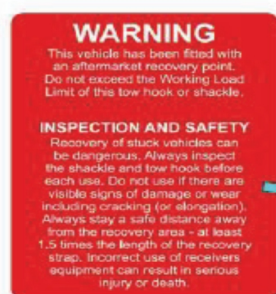 WARNING
This vehicle has been fitted with
an aftermarket recovery point.
Do not exceed the Working Load
Limit of this tow hook or shackle.
INSPECTION AND SAFETY
Recovery of stuck vehicles can
be dangerous. Always inspect
the shackle and tow hook before
each use. Do not use if there are
visible signs of damage or wear
including cracking (or elongation).
Always stay a safe distance away
from the recovery area - at least
1.5 times the length of the recovery
strap. Incorrect use of receivers
equipment can result in serious
injury or death.